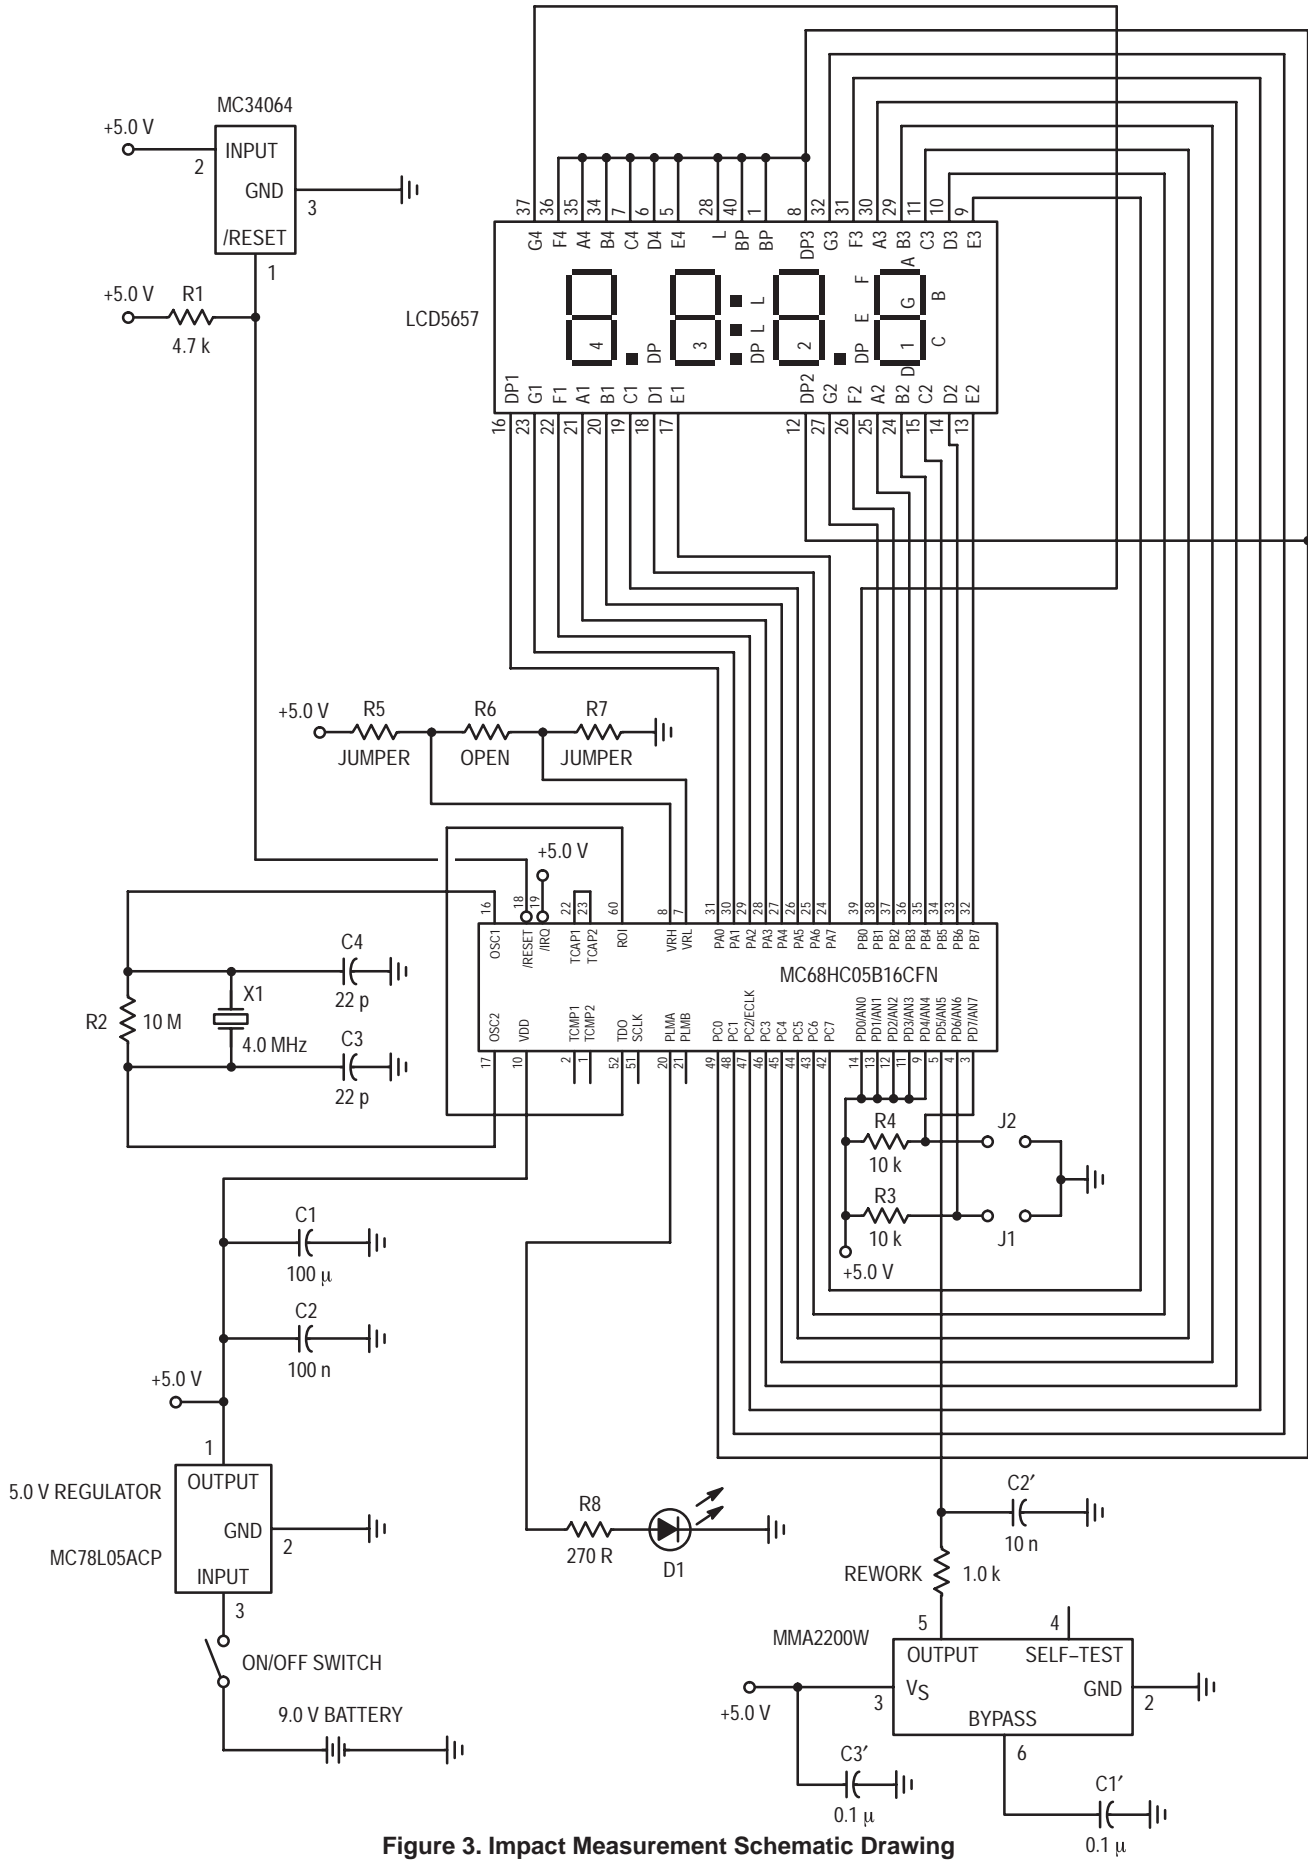 MC34064
+5.0 V
INPUT
2
GND
3
/RESET
1
+5.0 V
R1
4.7 k
37 36 35 34 7 6 5 28 40 1 8 32 31 30 29 11 10 9
G4 F4 A4 B4 C4 D4 E4 L BP BP DP3 G3 F3 A3 B3 C3 D3 E3
LCD5657
4 DP 3 L L DP 2 DP E F A G B 1 C D
DP1 G1 F1 A1 B1 C1 D1 E1 DP2 G2 F2 A2 B2 C2 D2 E2
16 23 22 21 20 19 18 17 12 27 26 25 24 15 14 13
+5.0 V
R5
R6
R7
JUMPER
OPEN
JUMPER
+5.0 V
16 18 19 22 23 60 8 7 31 30 29 28 27 26 25 24 39 38 37 36 35 34 33 32
OSC1 /RESET /IRQ TCAP1 TCAP2 ROI VRH VRL PA0 PA1 PA2 PA3 PA4 PA5 PA6 PA7 PB0 PB1 PB2 PB3 PB4 PB5 PB6 PB7
MC68HC05B16CFN
OSC2 VDD TCMP1 TCMP2 TDO SCLK PLMA PLMB PC0 PC1 PC2/ECLK PC3 PC4 PC5 PC6 PC7 PD0/AN0 PD1/AN1 PD2/AN2 PD3/AN3 PD4/AN4 PD5/AN5 PD6/AN6 PD7/AN7
17 10 2 1 52 51 20 21 49 48 47 46 45 44 43 42 14 13 12 11 9 5 4 3
C4
22 p
R2
10 M
X1
4.0 MHz
C3
22 p
R4
10 k
J2
R3
10 k
J1
+5.0 V
C1
100 μ
C2
100 n
+5.0 V
1
5.0 V REGULATOR
OUTPUT
GND
2
MC78L05ACP
INPUT
3
ON/OFF SWITCH
9.0 V BATTERY
R8
270 R
D1
C2′
10 n
REWORK
1.0 k
MMA2200W
5
4
OUTPUT
SELF–TEST
+5.0 V
3
VS
GND
2
BYPASS
6
C3′
0.1 μ
C1′
0.1 μ
Figure 3. Impact Measurement Schematic Drawing